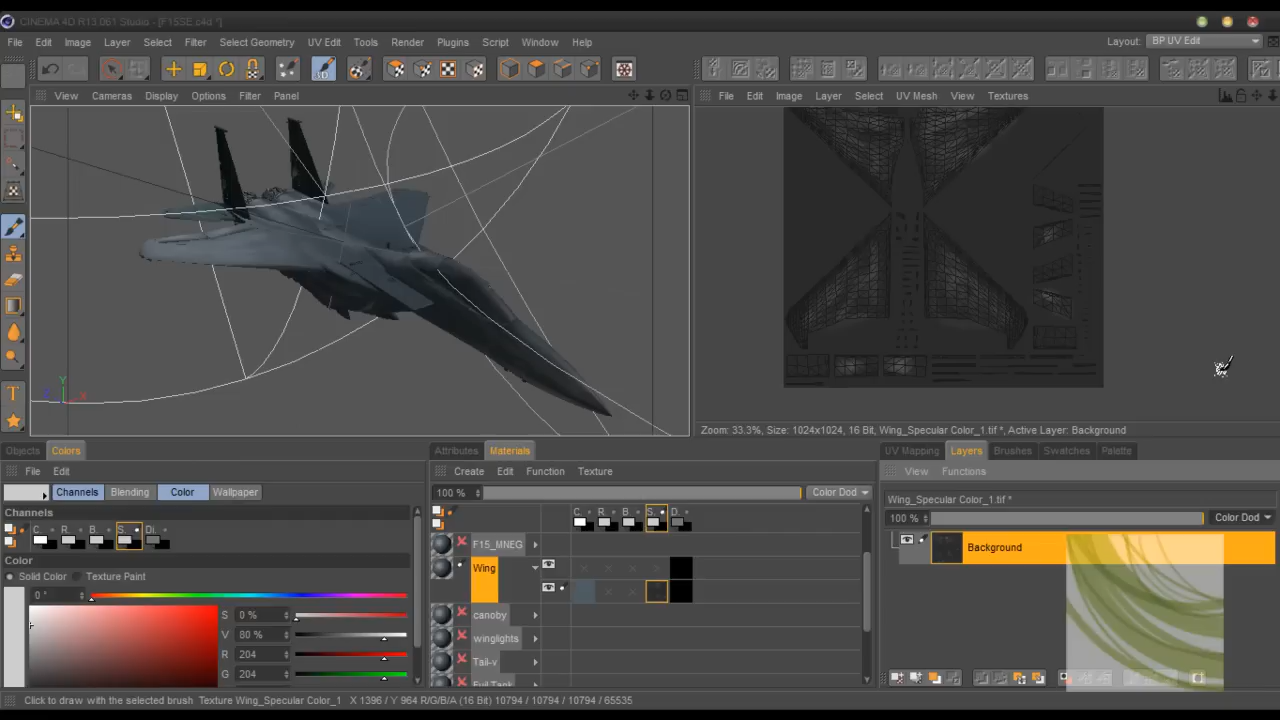 CINEMA 4D R13.061 Studio - [F15SE.c4d *]
File Edit Image Layer Select Filter Select Geometry UV Edit Tools Render Plugins Script Window Help
Layout: BP UV Edit
3D
View Cameras Display Options Filter Panel
File Edit Image Layer Select UV Mesh View Textures
Y
X
Z
Zoom: 33.3%, Size: 1024x1024, 16 Bit, Wing_Specular Color_1.tif *, Active Layer: Background
Objects Colors
Attributes Materials
UV Mapping Layers Brushes Swatches Palette
File Edit
Create Edit Function Texture
View Functions
Channels Blending Color Wallpaper
100 % Color Dod
Wing_Specular Color_1.tif *
Channels
C. R. B. S. D.
100 % Color Dod
C. R. B. S. Di.
F15_MNEG
Background
Color
Wing
Solid Color Texture Paint
0 °
S 0 %
canoby
V 80 %
winglights
R 204
Tail-v
G 204
Click to draw with the selected brush Texture Wing_Specular Color_1 X 1396 / Y 964 R/G/B/A (16 Bit) 10794 / 10794 / 10794 / 65535